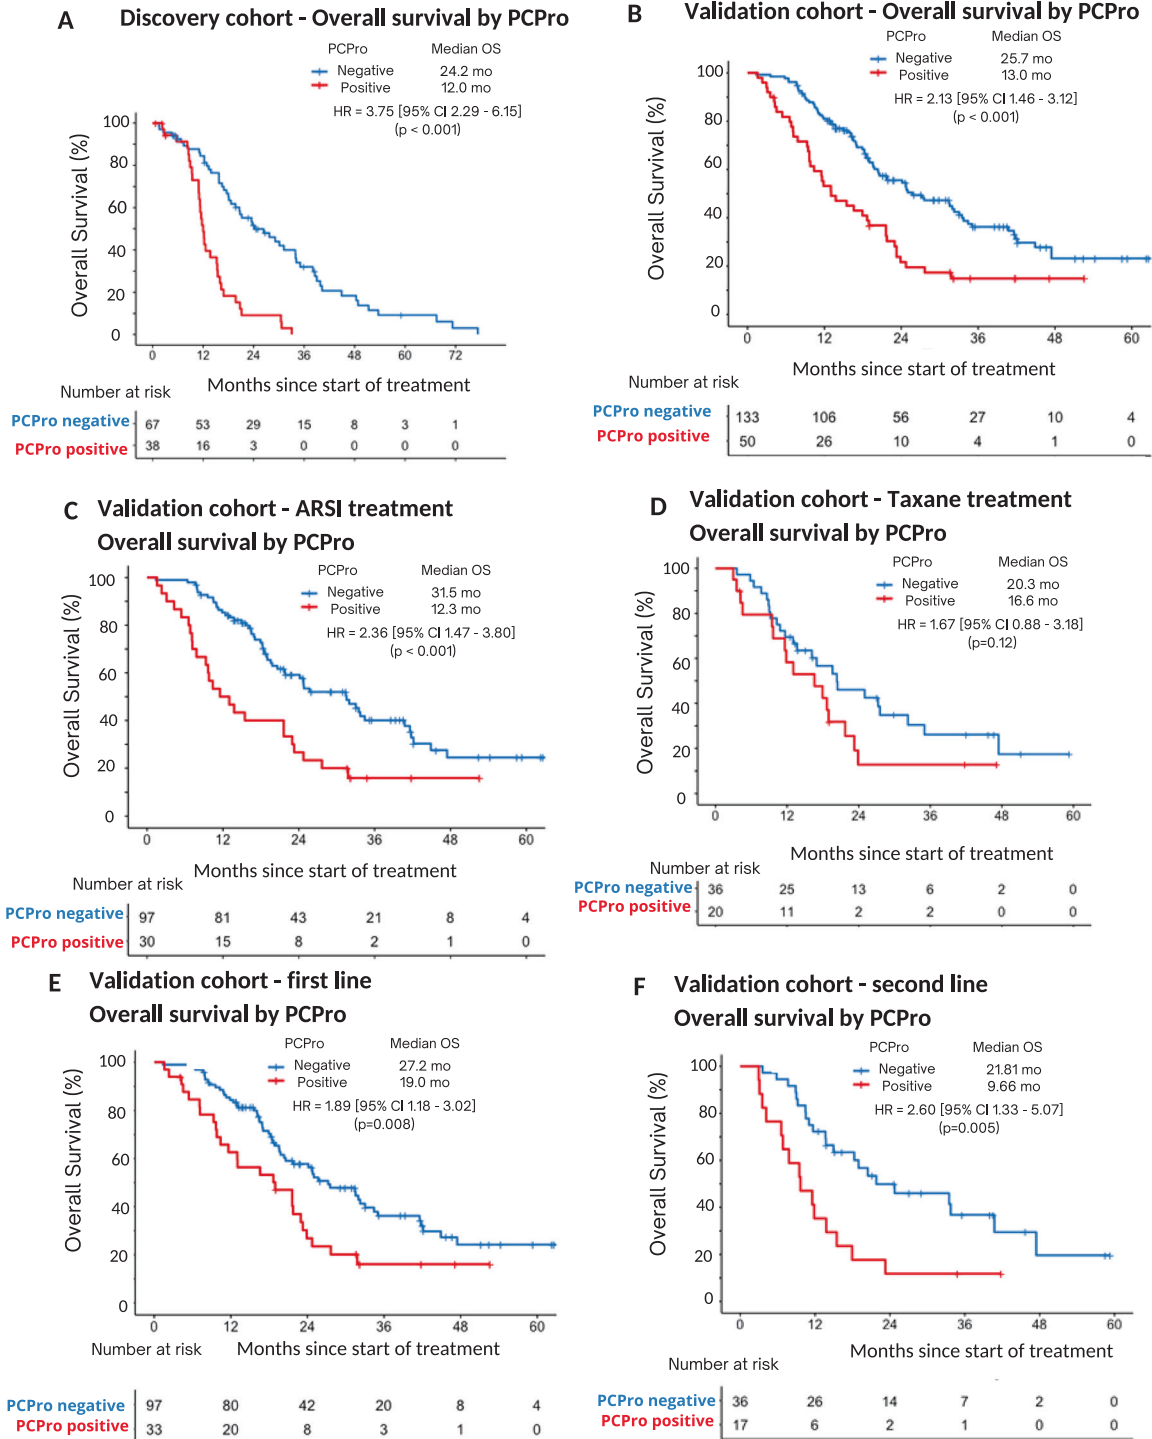 A Discovery cohort - Overall survival by PCPro
PCPro Median OS
Negative 24.2 mo
Positive 12.0 mo
HR = 3.75 [95% CI 2.29 - 6.15]
(p < 0.001)
Overall Survival (%)
100
80
60
40
20
0
0 12 24 36 48 60 72
Months since start of treatment
Number at risk
PCPro negative 67 53 29 15 8 3 1
PCPro positive 38 16 3 0 0 0 0
B Validation cohort - Overall survival by PCPro
PCPro Median OS
Negative 25.7 mo
Positive 13.0 mo
HR = 2.13 [95% CI 1.46 - 3.12]
(p < 0.001)
Overall Survival (%)
100
80
60
40
20
0
0 12 24 36 48 60
Months since start of treatment
Number at risk
PCPro negative 133 106 56 27 10 4
PCPro positive 50 26 10 4 1 0
C Validation cohort - ARSI treatment
Overall survival by PCPro
PCPro Median OS
Negative 31.5 mo
Positive 12.3 mo
HR = 2.36 [95% CI 1.47 - 3.80]
(p < 0.001)
Overall Survival (%)
100
80
60
40
20
0
0 12 24 36 48 60
Months since start of treatment
Number at risk
PCPro negative 97 81 43 21 8 4
PCPro positive 30 15 8 2 1 0
D Validation cohort - Taxane treatment
Overall survival by PCPro
PCPro Median OS
Negative 20.3 mo
Positive 16.6 mo
HR = 1.67 [95% CI 0.88 - 3.18]
(p=0.12)
Overall Survival (%)
100
80
60
40
20
0
0 12 24 36 48 60
Months since start of treatment
Number at risk
PCPro negative 36 25 13 6 2 0
PCPro positive 20 11 2 2 0 0
E Validation cohort - first line
Overall survival by PCPro
PCPro Median OS
Negative 27.2 mo
Positive 19.0 mo
HR = 1.89 [95% CI 1.18 - 3.02]
(p=0.008)
Overall Survival (%)
100
80
60
40
20
0
0 12 24 36 48 60
Number at risk Months since start of treatment
PCPro negative 97 80 42 20 8 4
PCPro positive 33 20 8 3 1 0
F Validation cohort - second line
Overall survival by PCPro
PCPro Median OS
Negative 21.81 mo
Positive 9.66 mo
HR = 2.60 [95% CI 1.33 - 5.07]
(p=0.005)
Overall Survival (%)
100
80
60
40
20
0
0 12 24 36 48 60
Months since start of treatment
Number at risk
PCPro negative 36 26 14 7 2 0
PCPro positive 17 6 2 1 0 0